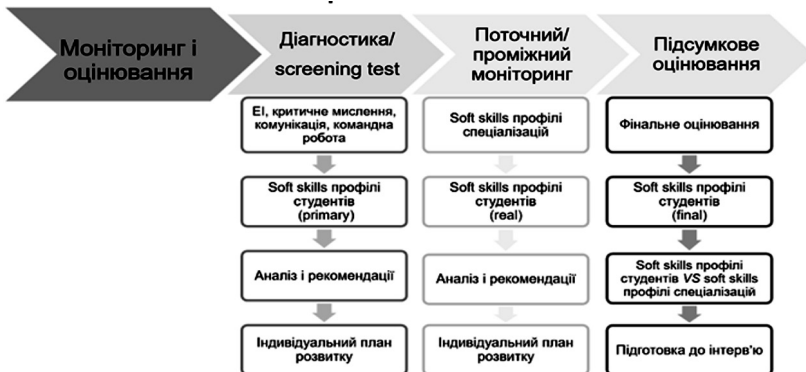 Моніторинг і
оцінювання
Діагностика/
screening test
Поточний/
проміжний
моніторинг
Підсумкове
оцінювання
ЕІ, критичне мислення,
комунікація, командна
робота
Soft skills профілі
студентів
(primary)
Аналіз і рекомендації
Індивідуальний план
розвитку
Soft skills профілі
спеціалізацій
Soft skills профілі
студентів
(real)
Аналіз і рекомендації
Індивідуальний план
розвитку
Фінальне оцінювання
Soft skills профілі
студентів
(final)
Soft skills профілі
студентів VS soft skills
профілі спеціалізацій
Підготовка до інтерв'ю